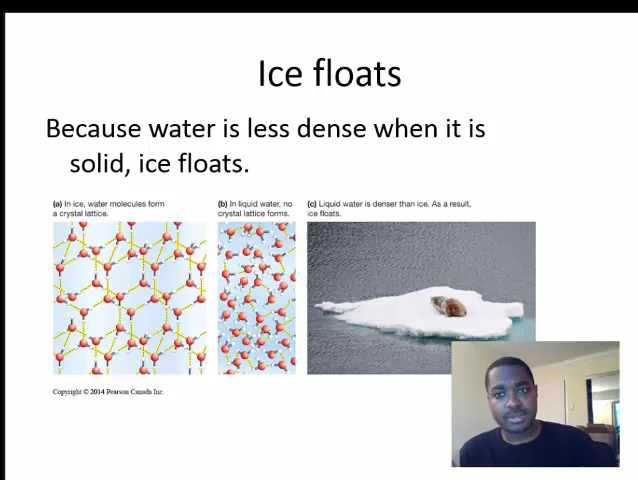 Ice floats
Because water is less dense when it is
solid, ice floats.
(a) In ice, water molecules form
a crystal lattice.
(b) In liquid water, no
crystal lattice forms.
(c) Liquid water is denser than ice. As a result,
ice floats.
Copyright © 2014 Pearson Canada Inc.